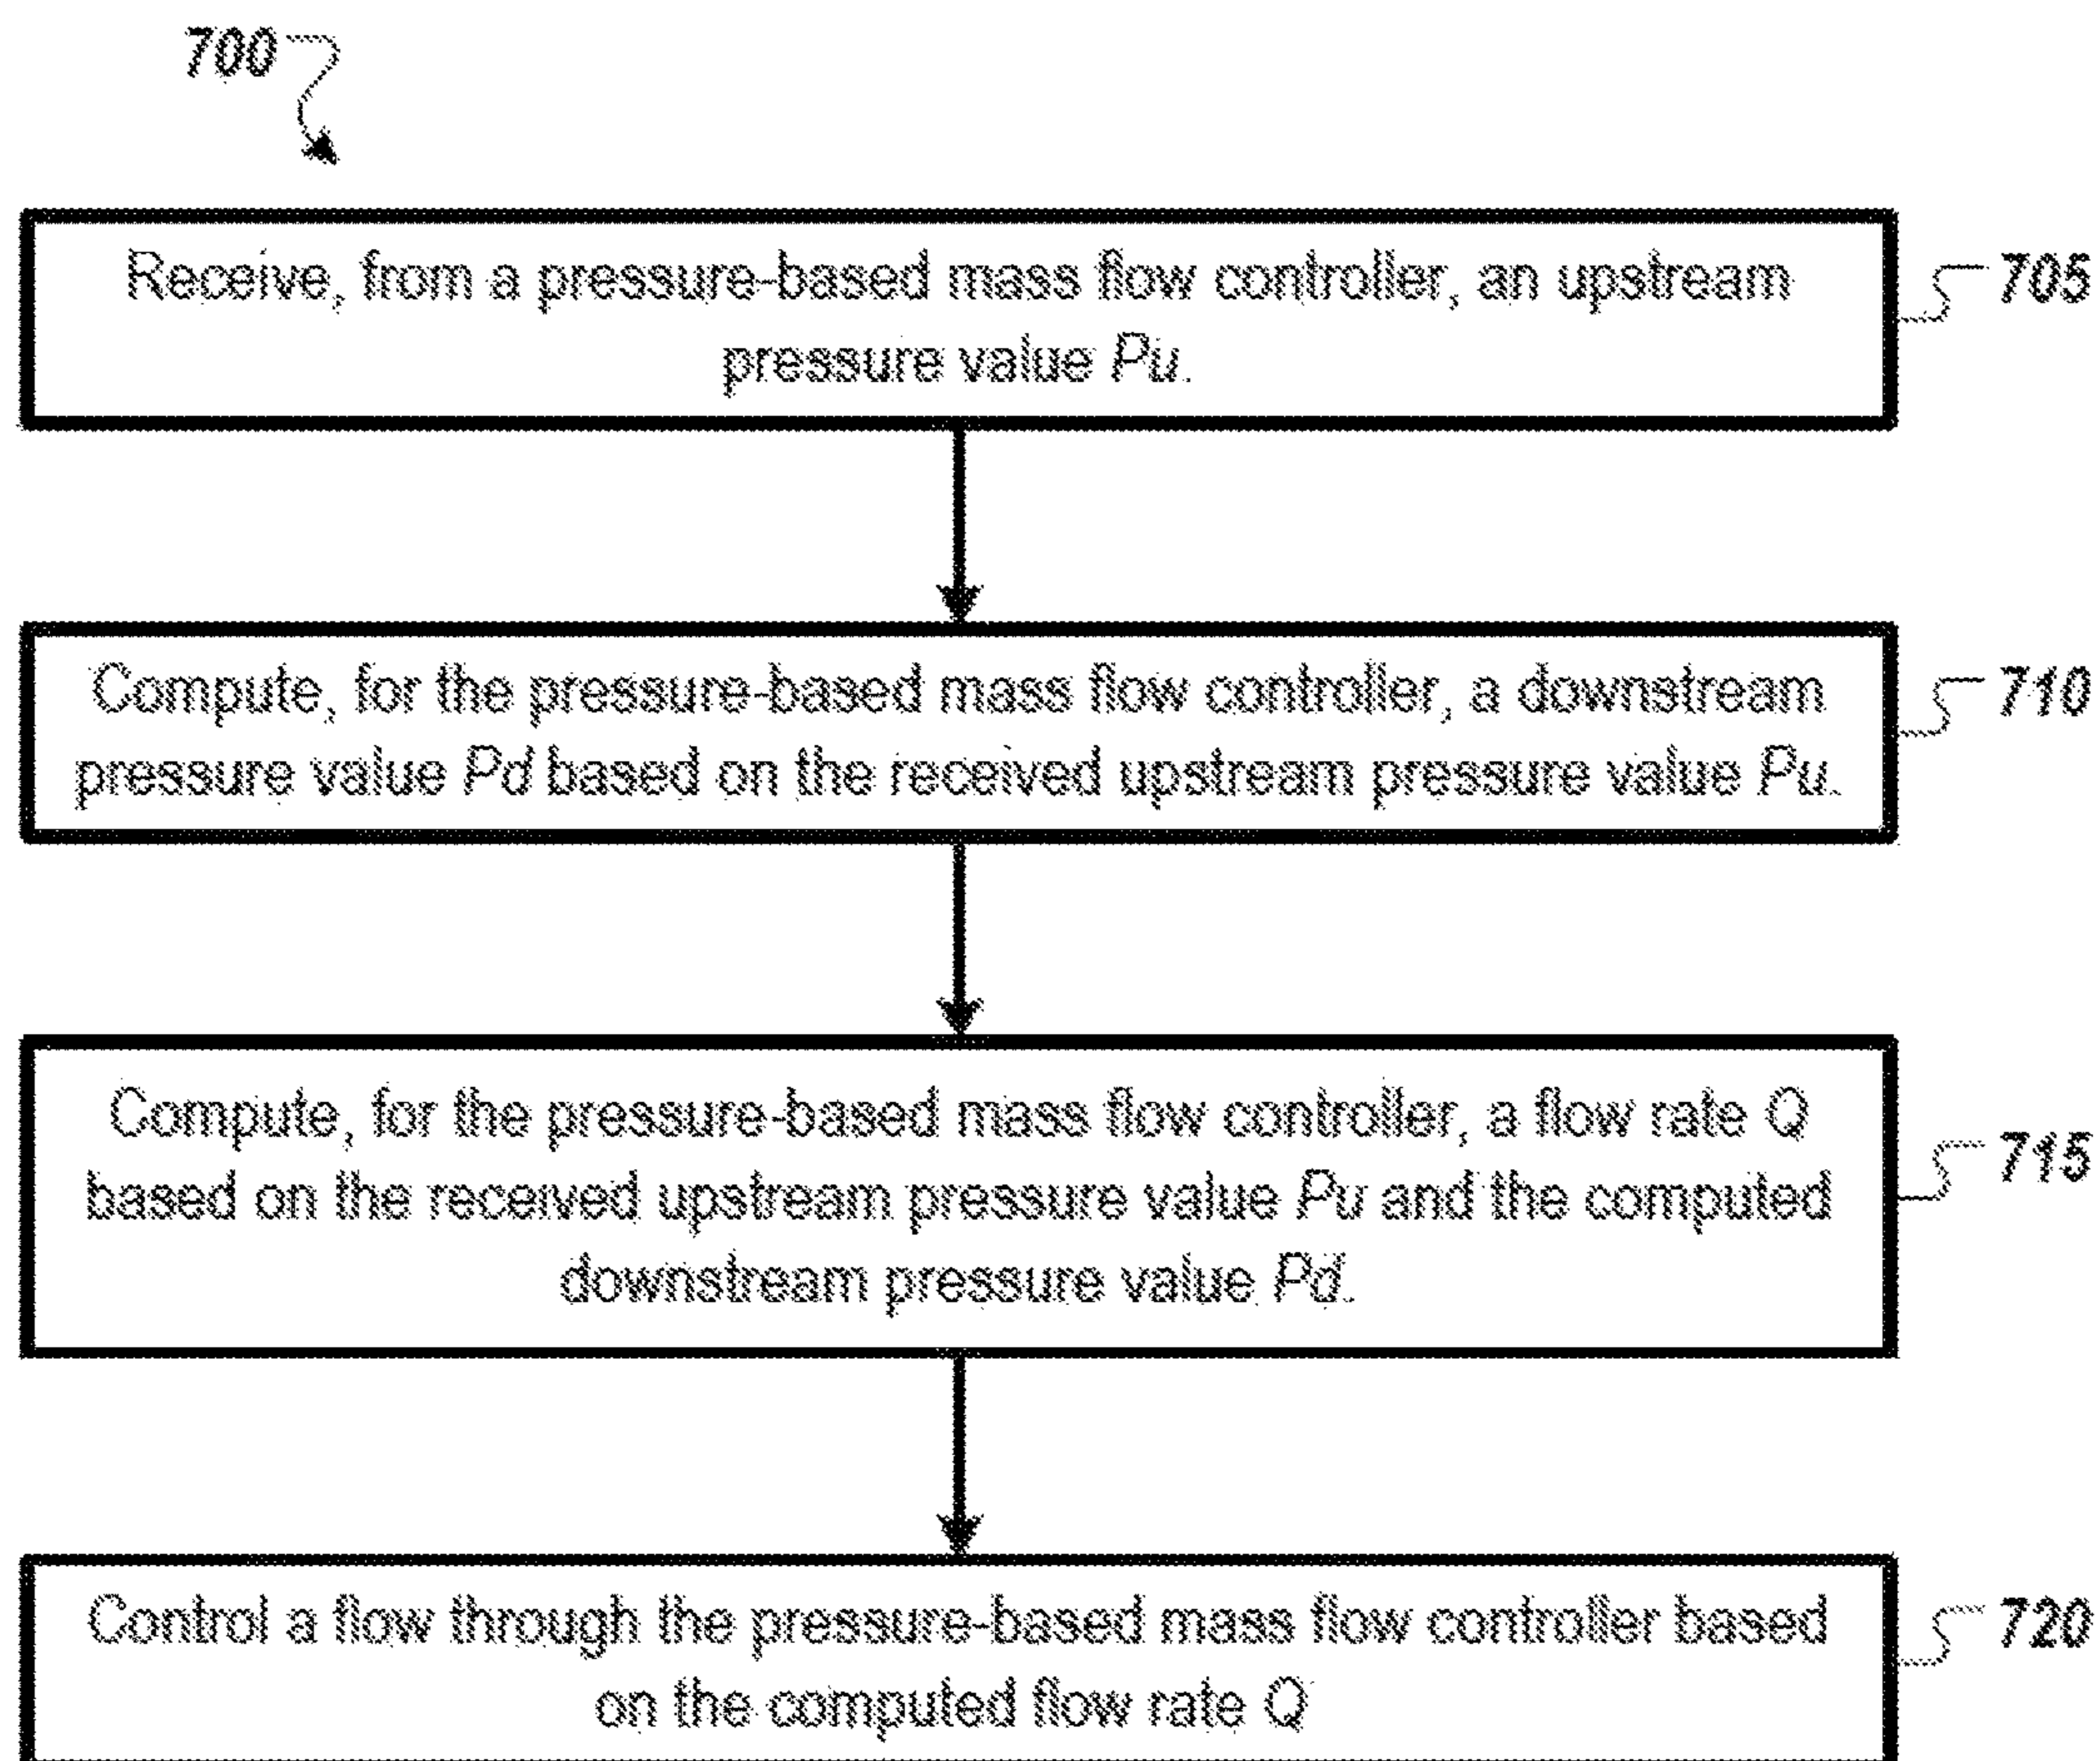 700
Receive, from a pressure-based mass flow controller, an upstream
pressure value Pu.
705
Compute, for the pressure-based mass flow controller, a downstream
pressure value Pd based on the received upstream pressure value Pu.
710
Compute, for the pressure-based mass flow controller, a flow rate Q
based on the received upstream pressure value Pu and the computed
downstream pressure value Pd.
715
Control a flow through the pressure-based mass flow controller based
on the computed flow rate Q
720